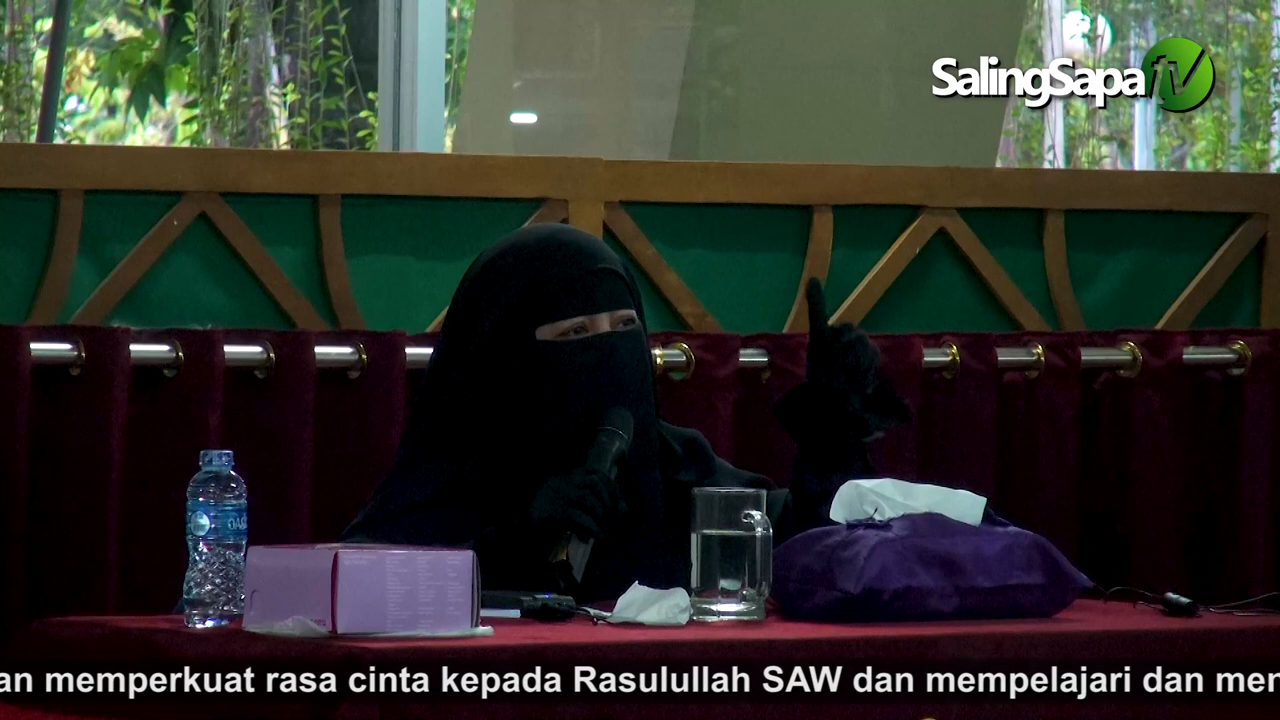 SalingSapa tv
an memperkuat rasa cinta kepada Rasulullah SAW dan mempelajari dan men